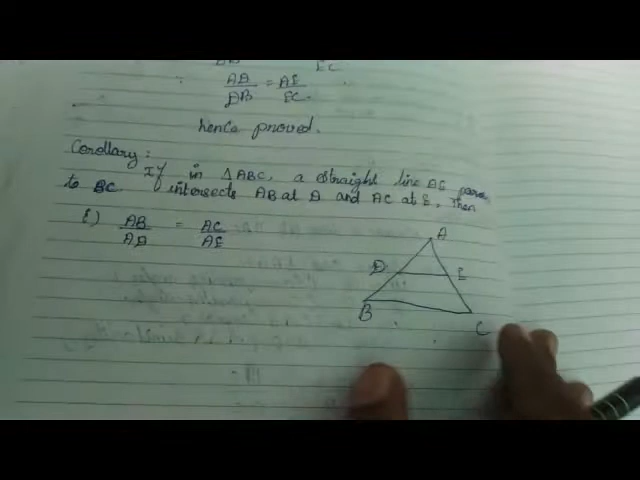 EC
∵ AD/DB = AE/EC.
hence proved.
Corollary:
If in △ABC, a straight line DE para
to BC intersects AB at D and AC at E, Then
i) AB/AD = AC/AE
A
D E
B
C